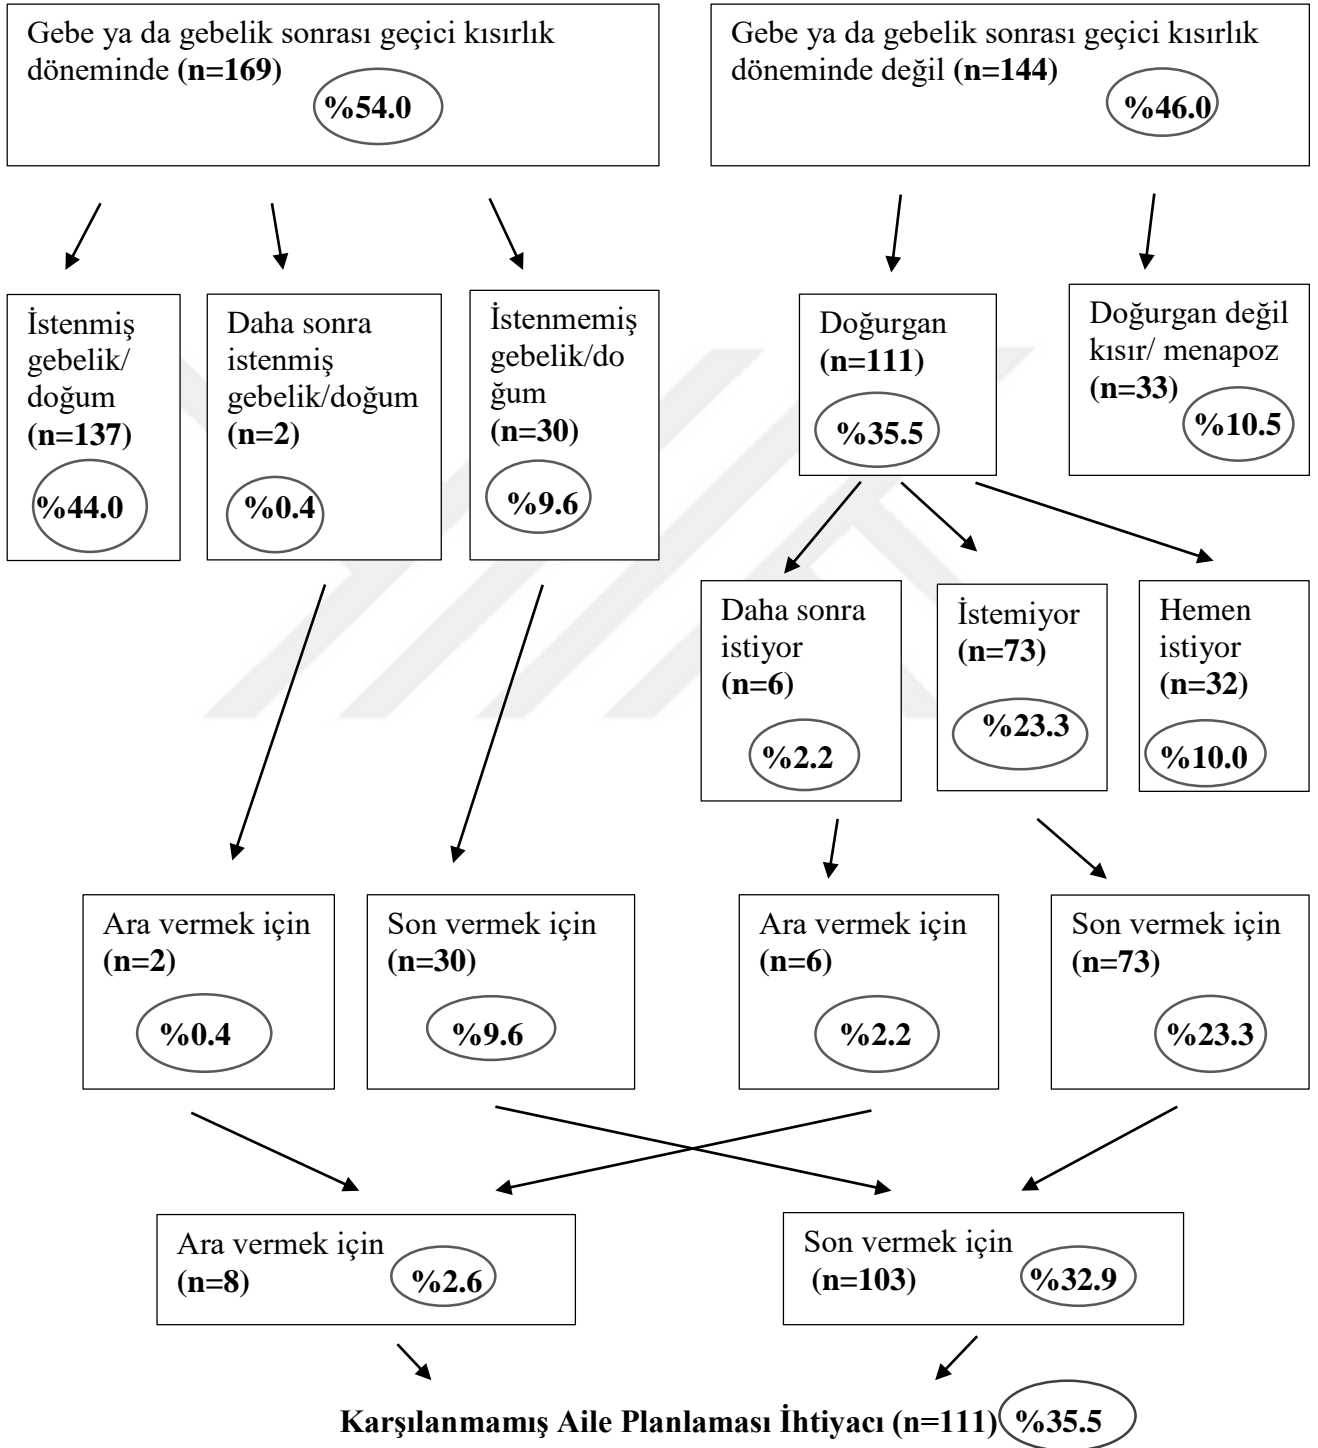 Gebe ya da gebelik sonrası geçici kısırlık
döneminde (n=169)
%54.0
Gebe ya da gebelik sonrası geçici kısırlık
döneminde değil (n=144)
%46.0
İstenmiş
gebelik/
doğum
(n=137)
%44.0
Daha sonra
istenmiş
gebelik/doğum
(n=2)
%0.4
İstenmemiş
gebelik/do
ğum
(n=30)
%9.6
Doğurgan
(n=111)
%35.5
Doğurgan değil
kısır/ menapoz
(n=33)
%10.5
Daha sonra
istiyor
(n=6)
%2.2
İstemiyor
(n=73)
%23.3
Hemen
istiyor
(n=32)
%10.0
Ara vermek için
(n=2)
%0.4
Son vermek için
(n=30)
%9.6
Ara vermek için
(n=6)
%2.2
Son vermek için
(n=73)
%23.3
Ara vermek için
(n=8)
%2.6
Son vermek için
(n=103)
%32.9
Karşılanmamış Aile Planlaması İhtiyacı (n=111) %35.5